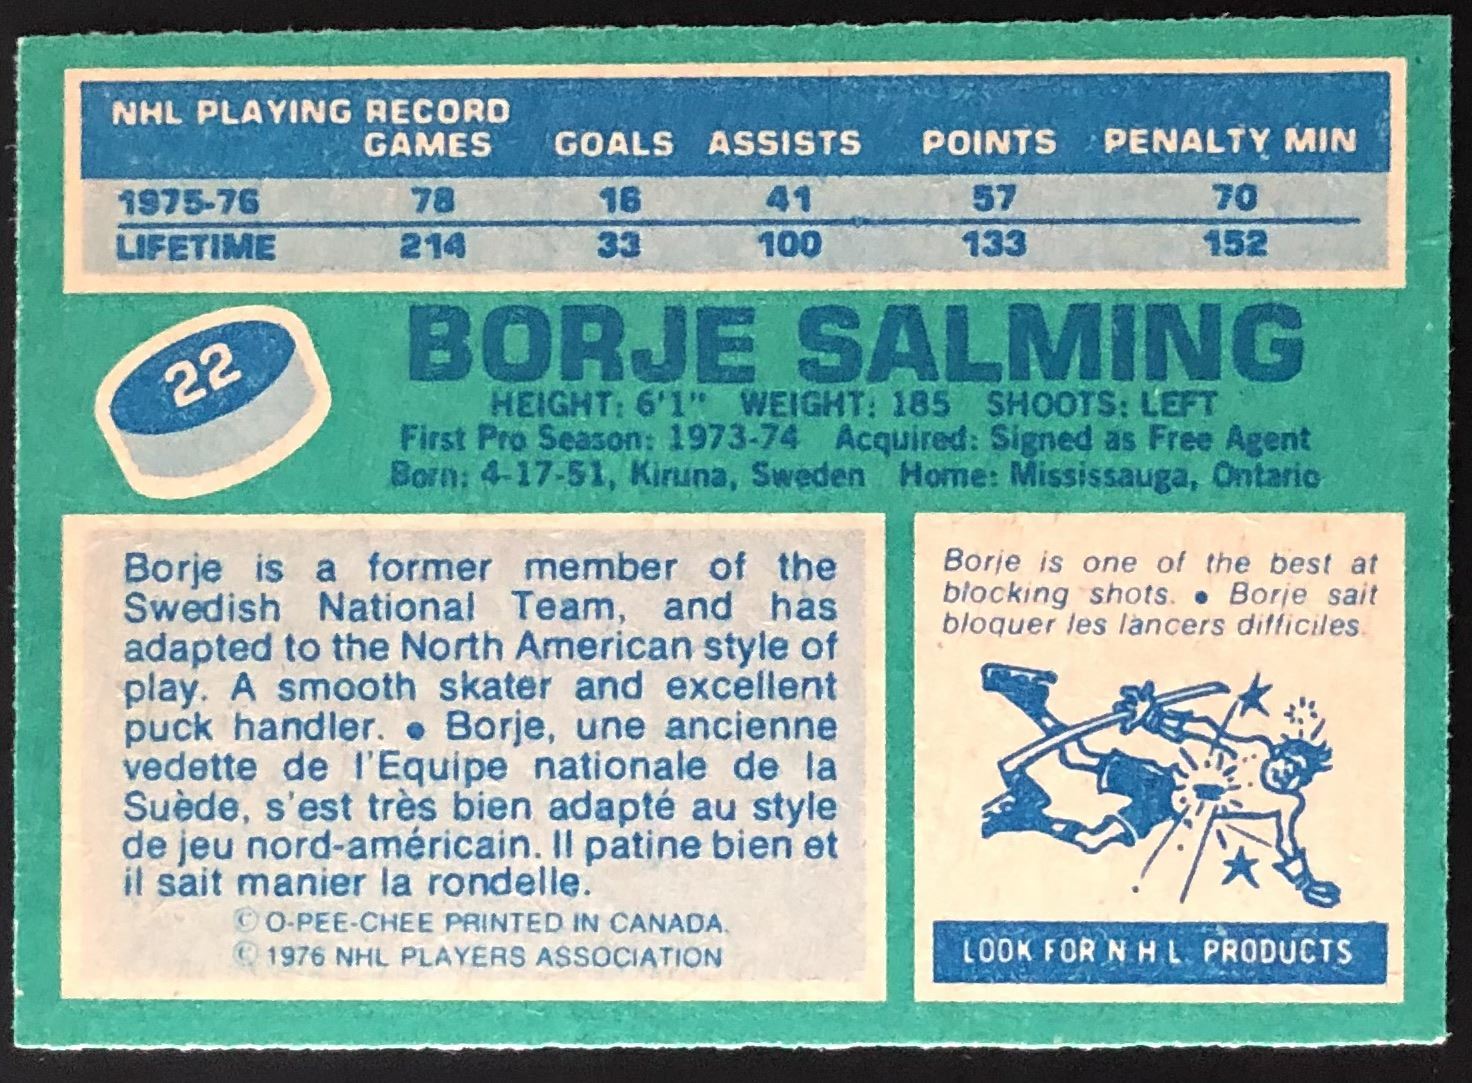 NHL PLAYING RECORD
GAMES GOALS ASSISTS POINTS PENALTY MIN
1975-76 78 16 41 57 70
LIFETIME 214 33 100 133 152
22
BORJE SALMING
HEIGHT: 6'1" WEIGHT: 185 SHOOTS: LEFT
First Pro Season: 1973-74 Acquired: Signed as Free Agent
Born: 4-17-51, Kiruna, Sweden Home: Mississauga, Ontario
Borje is a former member of the
Swedish National Team, and has
adapted to the North American style of
play. A smooth skater and excellent
puck handler. ● Borje, une ancienne
vedette de l'Equipe nationale de la
Suède, s'est très bien adapté au style
de jeu nord-américain. Il patine bien et
il sait manier la rondelle.
© O-PEE-CHEE PRINTED IN CANADA.
© 1976 NHL PLAYERS ASSOCIATION
Borje is one of the best at
blocking shots. ● Borje sait
bloquer les lancers difficiles.
LOOK FOR N H L PRODUCTS